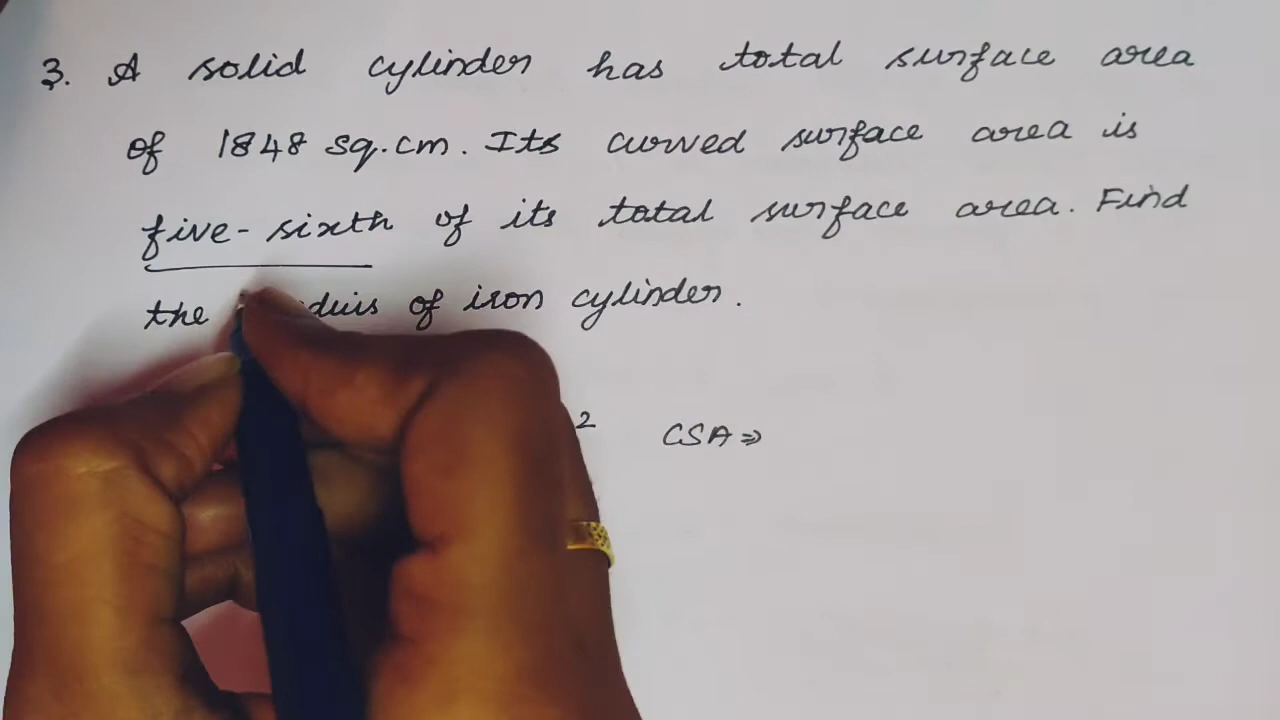 3. A solid cylinder has total surface area
of 1848 sq.cm. Its curved surface area is
five-sixth of its total surface area. Find
the of iron cylinder.
2 CSA ⇒